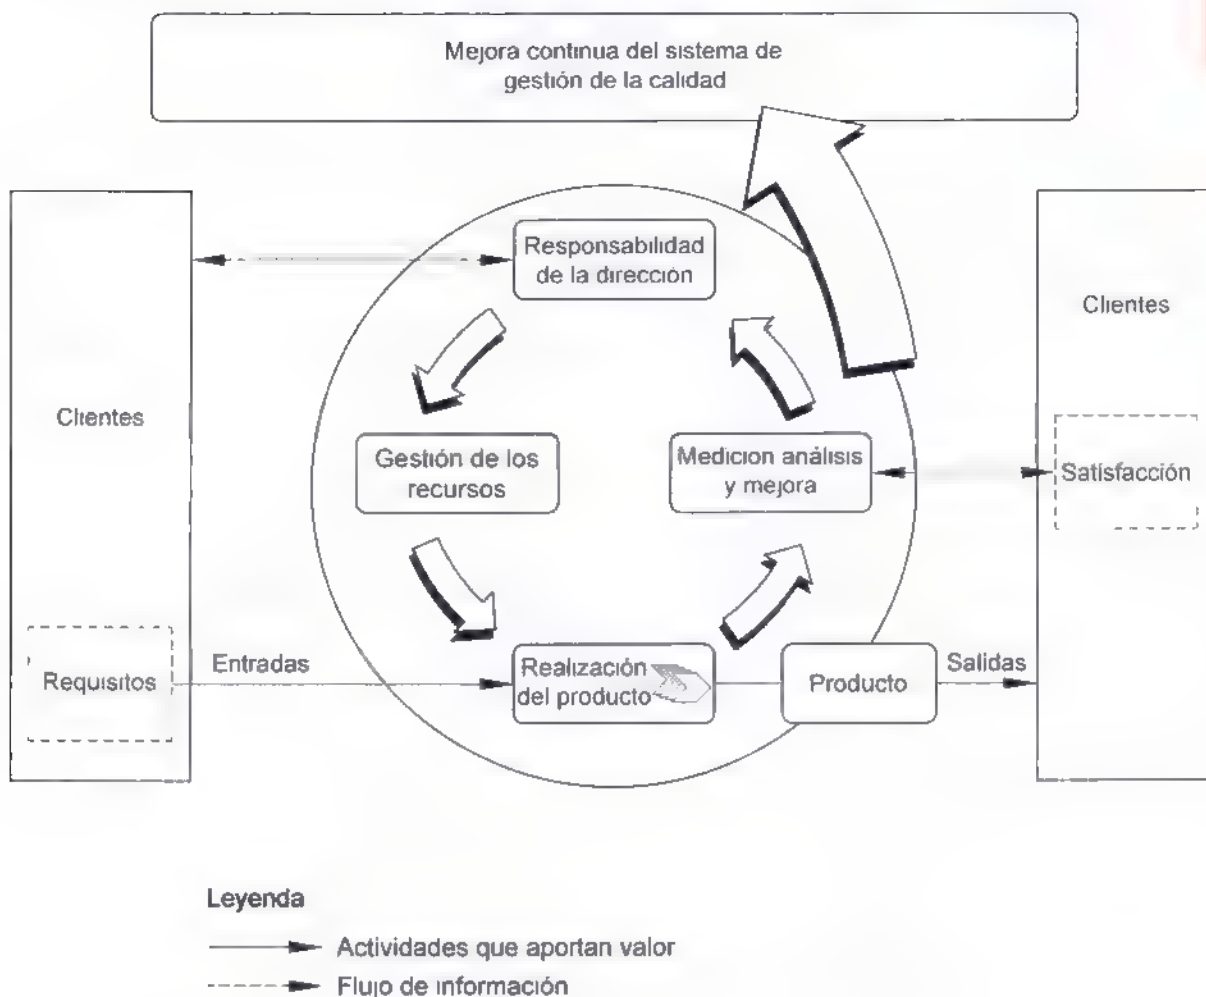 Mejora continua del sistema de
gestión de la calidad
Responsabilidad
de la dirección
Clientes
Clientes
Gestión de los
recursos
Medicion análisis
y mejora
Satisfacción
Requisitos
Entradas
Realización
del producto
Producto
Salidas
Leyenda
Actividades que aportan valor
Flujo de información